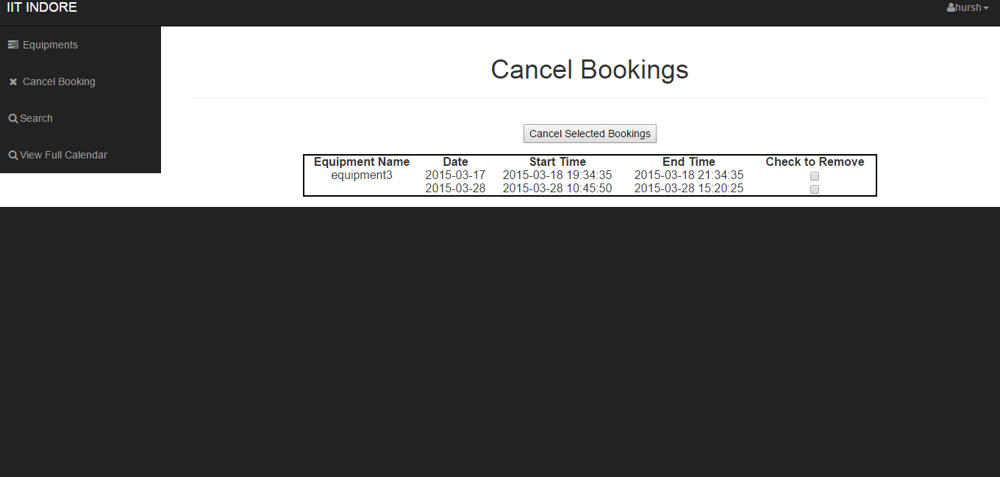 IIT INDORE
hursh
Equipments
Cancel Booking
Search
View Full Calendar
Cancel Bookings
Cancel Selected Bookings
Equipment Name Date Start Time End Time Check to Remove
equipment3 2015-03-17 2015-03-18 19:34:35 2015-03-18 21:34:35
2015-03-28 2015-03-28 10:45:50 2015-03-28 15:20:25